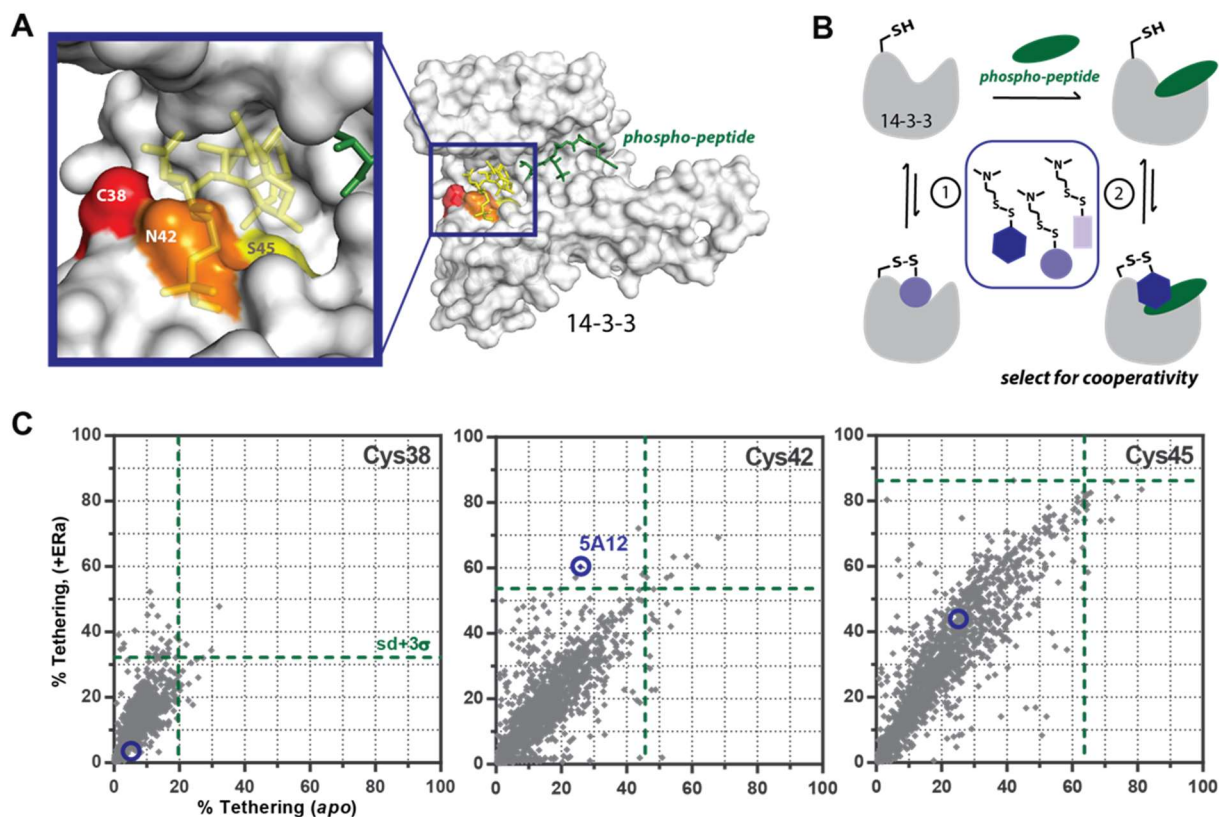 A
C38
N42
S45
phospho-peptide
14-3-3
B
SH
phospho-peptide
SH
14-3-3
1
2
N
S
S
N
S
S
N
S
S
S-S
S-S
select for cooperativity
C
% Tethering, (+ERa)
100
80
60
40
20
0
Cys38
sd+3σ
0 20 40 60 80 100
% Tethering (apo)
100
80
60
40
20
0
Cys42
5A12
0 20 40 60 80 100
100
80
60
40
20
0
Cys45
0 20 40 60 80 100